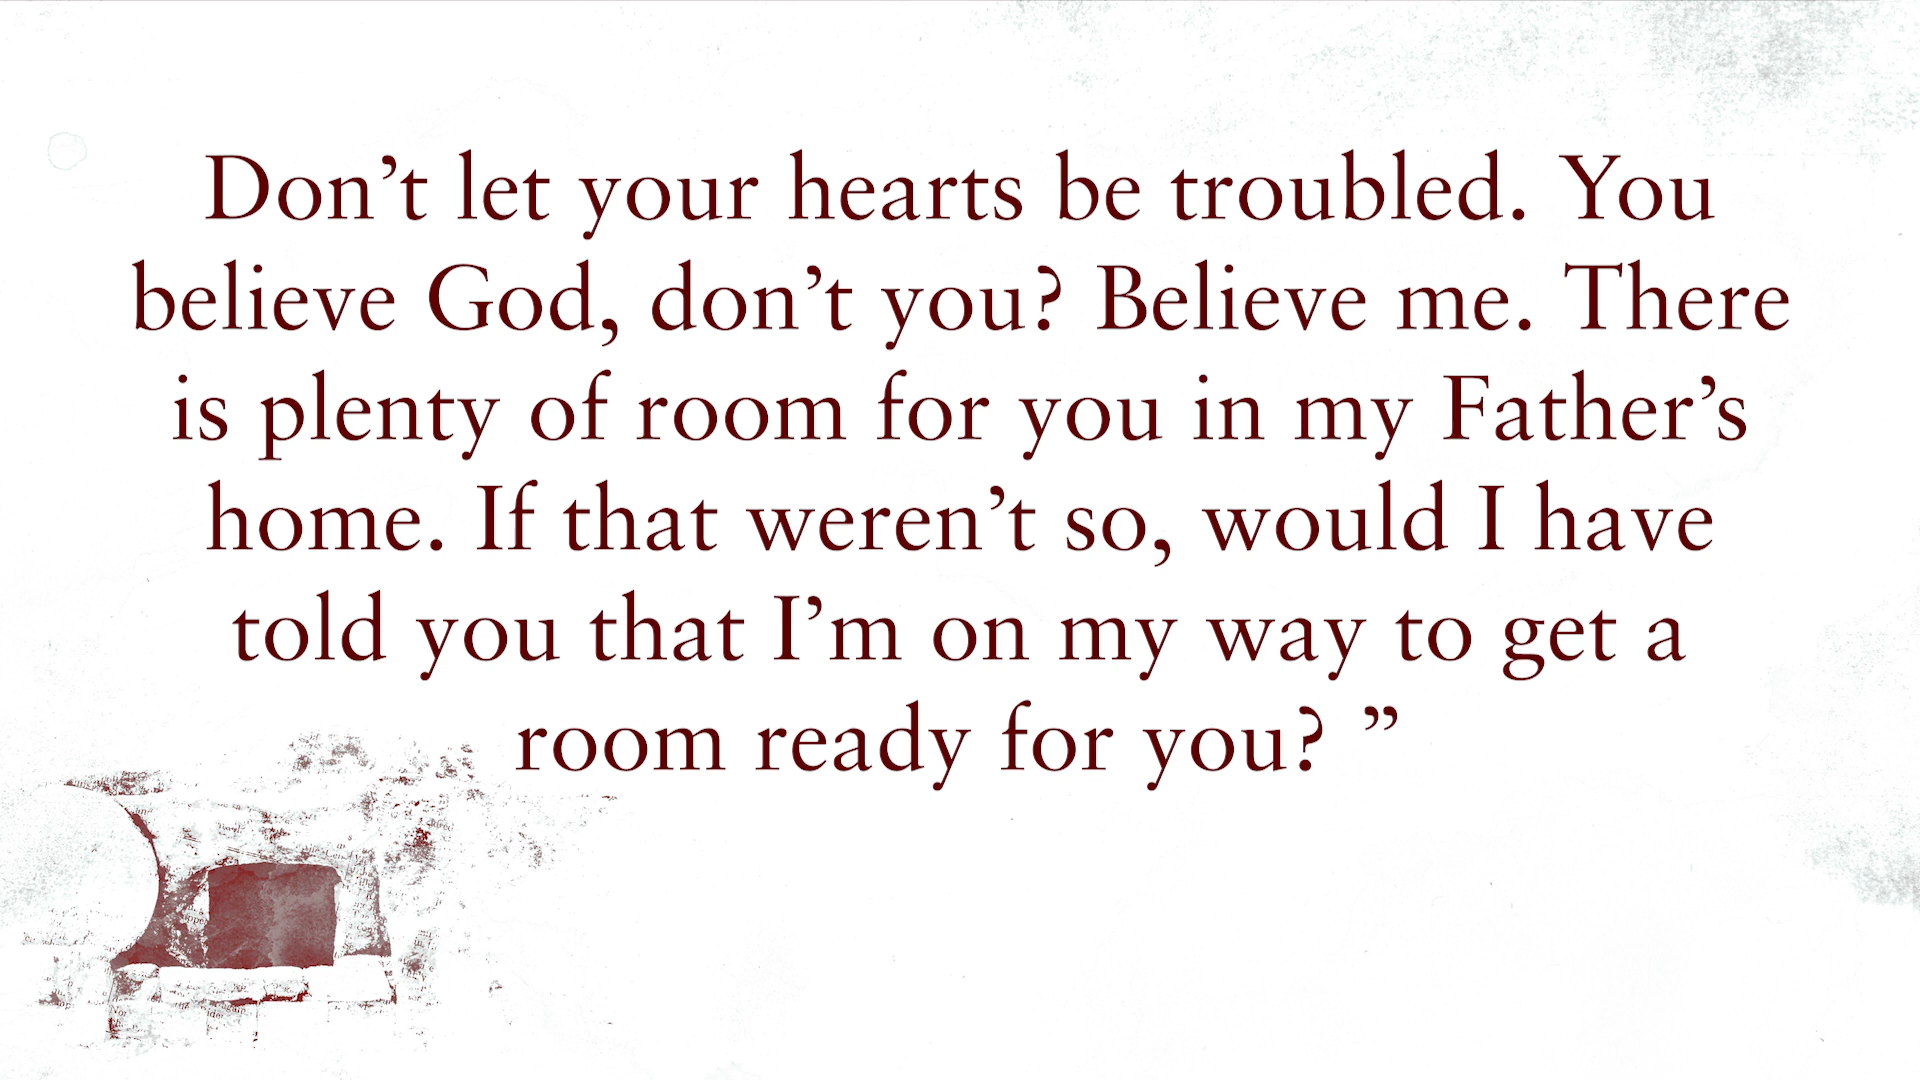 Don’t let your hearts be troubled. You
believe God, don’t you? Believe me. There
is plenty of room for you in my Father’s
home. If that weren’t so, would I have
told you that I’m on my way to get a
room ready for you? ”